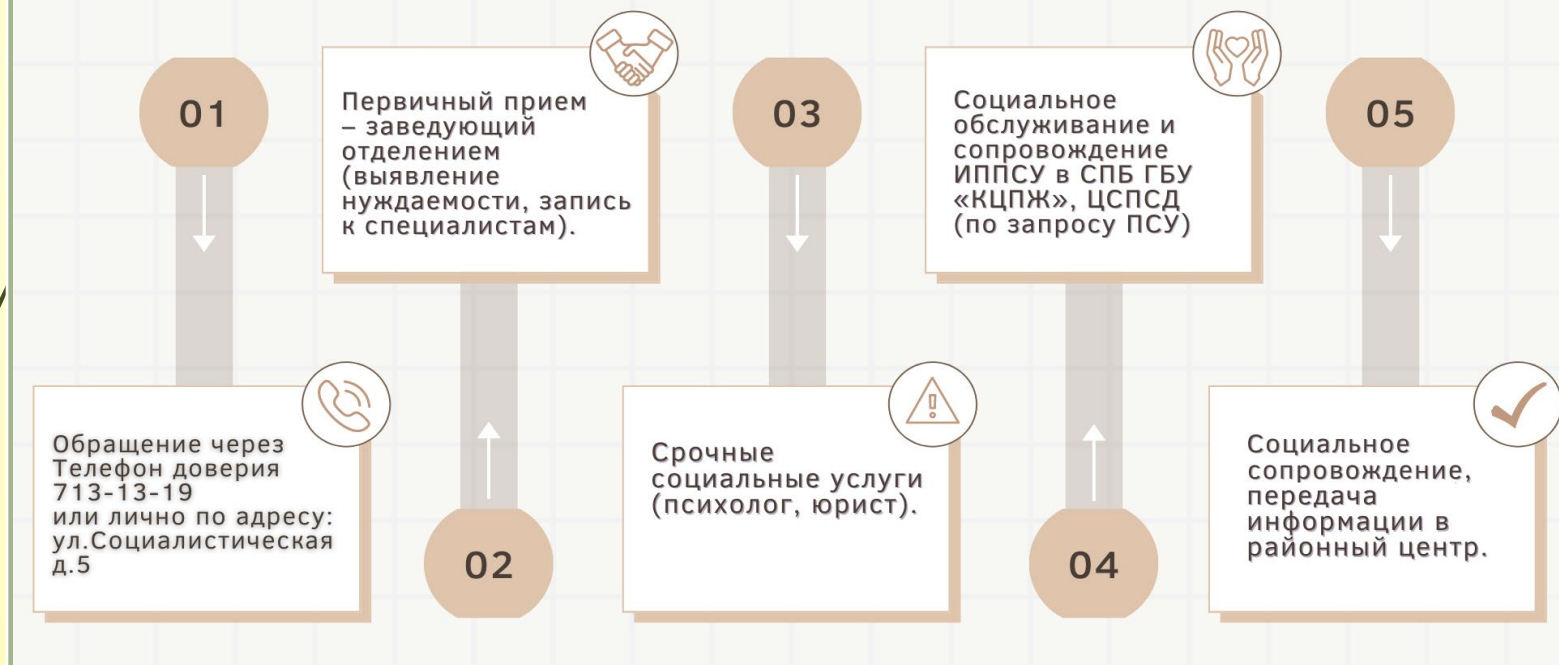 01
Обращение через
Телефон доверия
713-13-19
или лично по адресу:
ул.Социалистическая
д.5
02
Первичный прием
– заведующий
отделением
(выявление
нуждаемости, запись
к специалистам).
03
Срочные
социальные услуги
(психолог, юрист).
04
Социальное
обслуживание и
сопровождение
ИППСУ в СПБ ГБУ
«КЦПЖ», ЦСПСД
(по запросу ПСУ)
05
Социальное
сопровождение,
передача
информации в
районный центр.